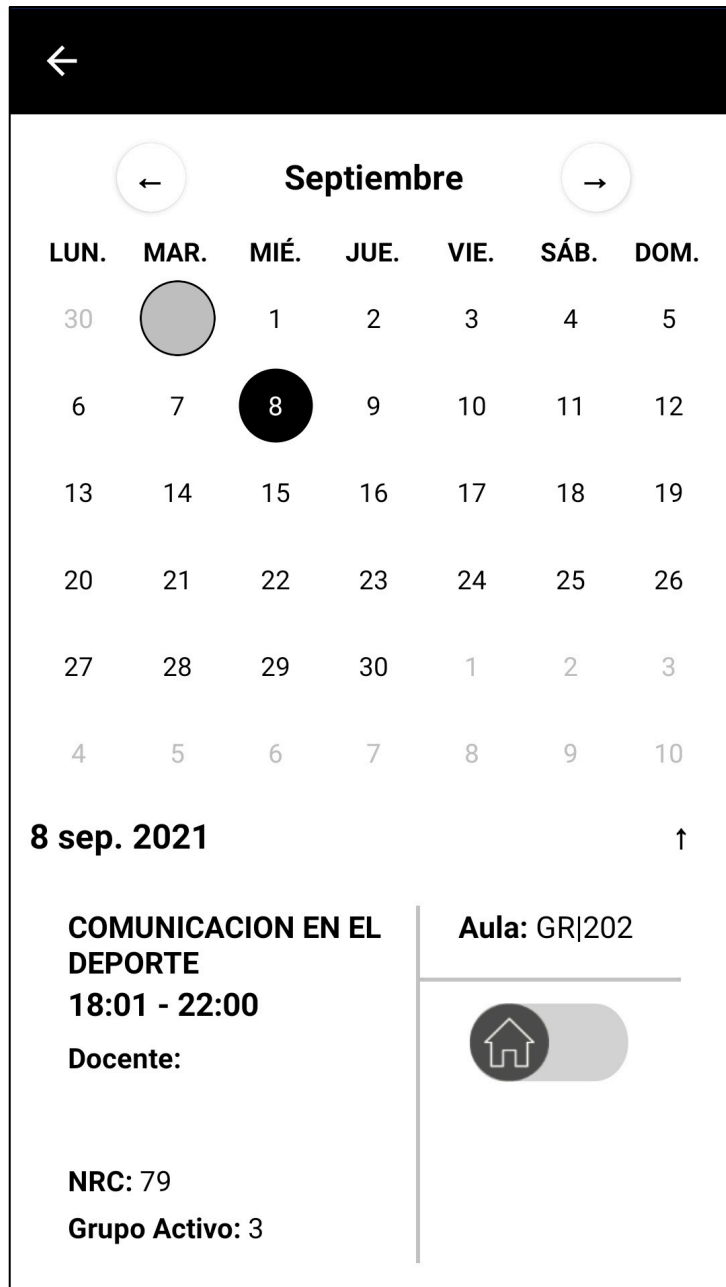 ←
← Septiembre →
LUN. MAR. MIÉ. JUE. VIE. SÁB. DOM.
30 1 2 3 4 5
6 7 8 9 10 11 12
13 14 15 16 17 18 19
20 21 22 23 24 25 26
27 28 29 30 1 2 3
4 5 6 7 8 9 10
8 sep. 2021 ↑
COMUNICACION EN EL
DEPORTE
18:01 - 22:00
Docente:
NRC: 79
Grupo Activo: 3
Aula: GR|202